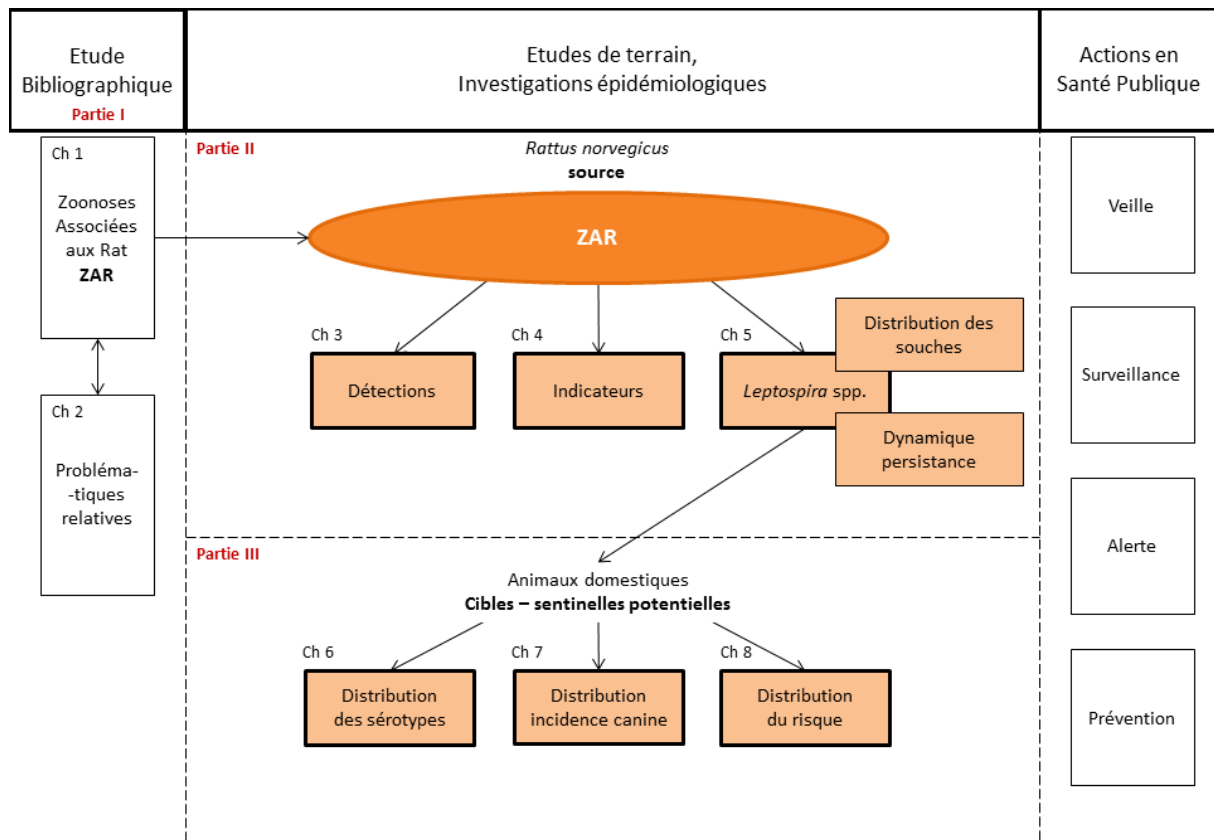 Etude
Bibliographique
Partie I
Etudes de terrain,
Investigations épidémiologiques
Actions en
Santé Publique
Ch 1
Zoonoses
Associées
aux Rat
ZAR
Ch 2
Probléma-
-tiques
relatives
Partie II
Rattus norvegicus
source
ZAR
Ch 3
Détections
Ch 4
Indicateurs
Ch 5
Leptospira spp.
Distribution des
souches
Dynamique
persistance
Partie III
Animaux domestiques
Cibles – sentinelles potentielles
Ch 6
Distribution
des sérotypes
Ch 7
Distribution
incidence canine
Ch 8
Distribution
du risque
Veille
Surveillance
Alerte
Prévention